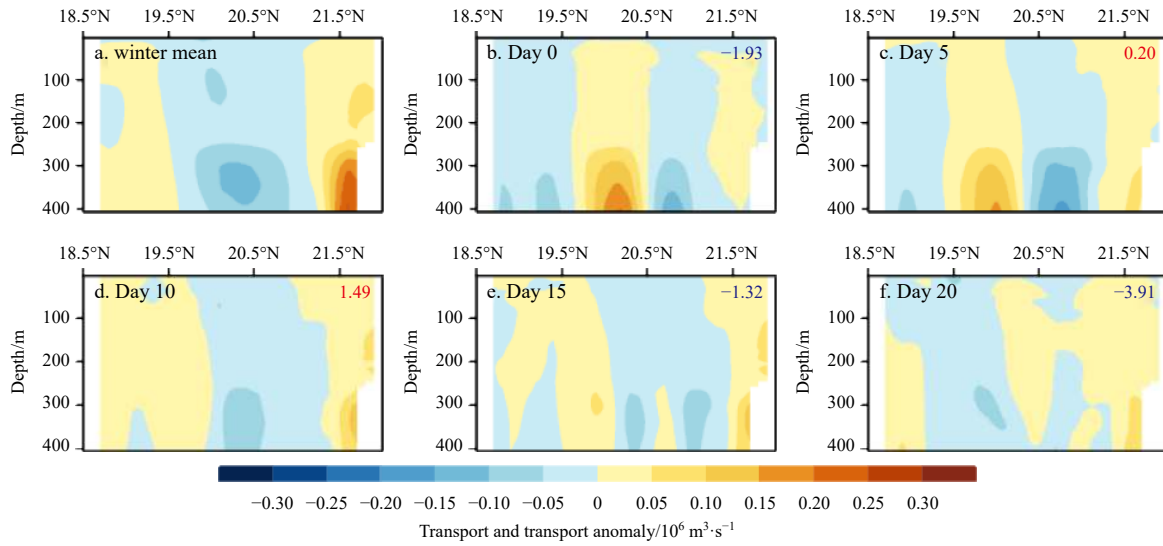 18.5°N 19.5°N 20.5°N 21.5°N 18.5°N 19.5°N 20.5°N 21.5°N 18.5°N 19.5°N 20.5°N 21.5°N
a. winter mean b. Day 0 −1.93 c. Day 5 0.20
100 100 100
200 200 200
300 300 300
400 400 400
Depth/m Depth/m Depth/m
18.5°N 19.5°N 20.5°N 21.5°N 18.5°N 19.5°N 20.5°N 21.5°N 18.5°N 19.5°N 20.5°N 21.5°N
d. Day 10 1.49 e. Day 15 −1.32 f. Day 20 −3.91
100 100 100
200 200 200
300 300 300
400 400 400
Depth/m Depth/m Depth/m
−0.30 −0.25 −0.20 −0.15 −0.10 −0.05 0 0.05 0.10 0.15 0.20 0.25 0.30
Transport and transport anomaly/10⁶ m³·s⁻¹